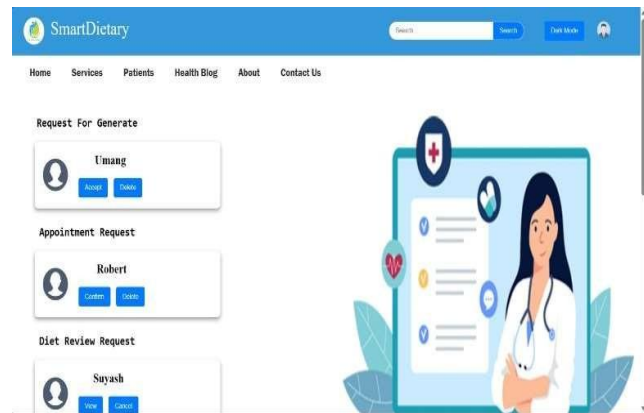 SmartDietary
Search Search Dark Mode
Home Services Patients Health Blog About Contact Us
Request For Generate
Umang
Accept Delete
Appointment Request
Robert
Confirm Delete
Diet Review Request
Suyash
View Cancel